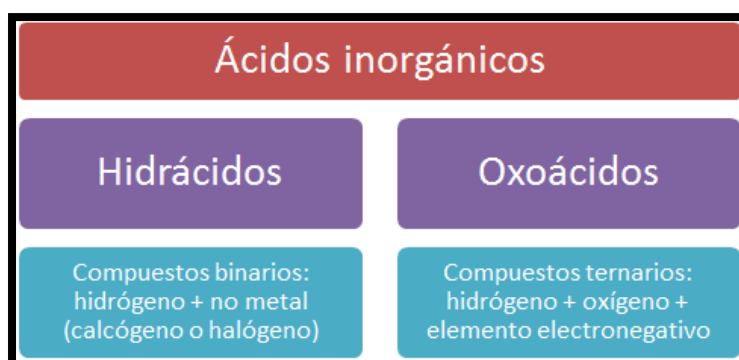 Ácidos inorgánicos
Hidrácidos
Oxoácidos
Compuestos binarios:
hidrógeno + no metal
(calcógeno o halógeno)
Compuestos ternarios:
hidrógeno + oxígeno +
elemento electronegativo